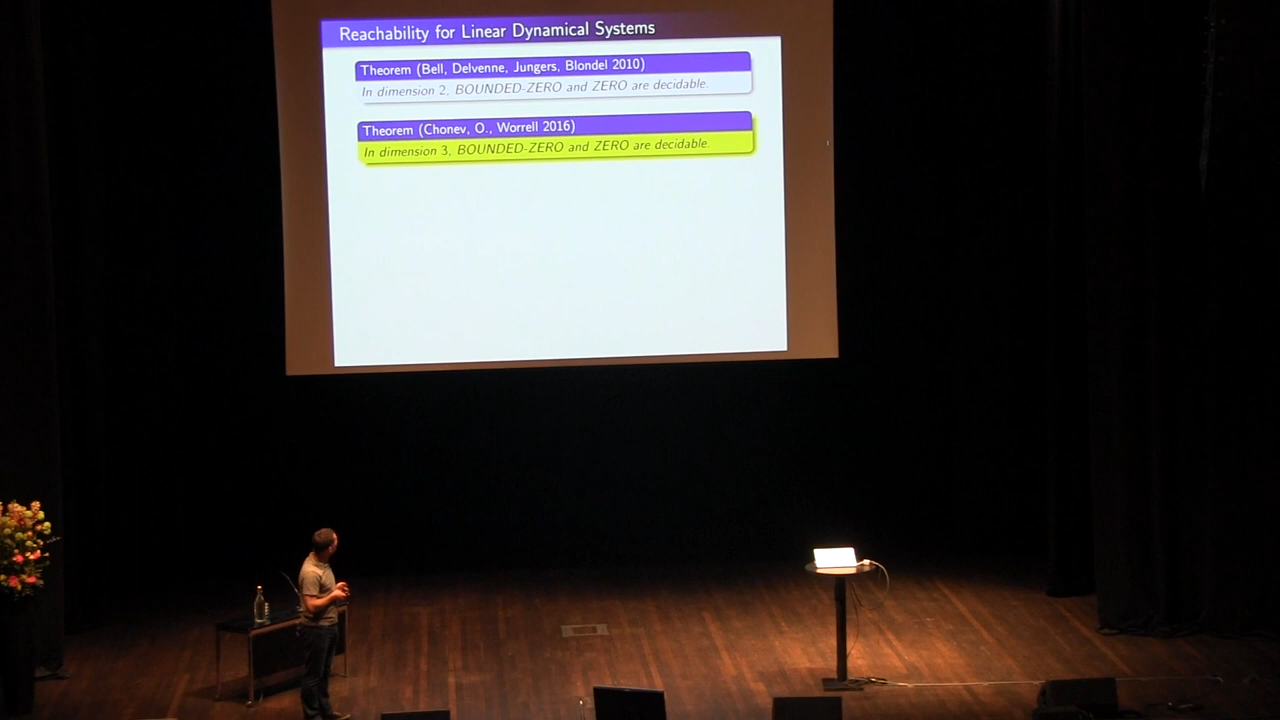 Reachability for Linear Dynamical Systems
Theorem (Bell, Delvenne, Jungers, Blondel 2010)
In dimension 2, BOUNDED-ZERO and ZERO are decidable.
Theorem (Chonev, O., Worrell 2016)
In dimension 3, BOUNDED-ZERO and ZERO are decidable.